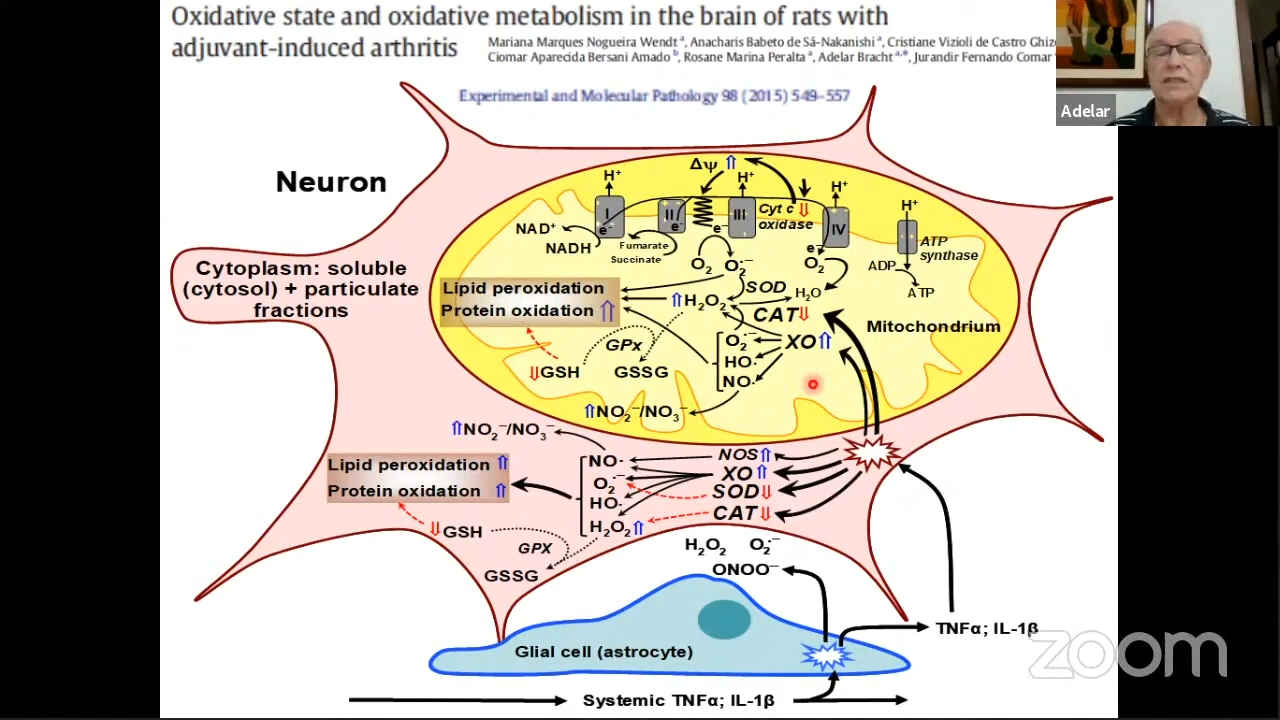 Oxidative state and oxidative metabolism in the brain of rats with
adjuvant-induced arthritis
Mariana Marques Nogueira Wendt ᵃ, Anacharis Babeto de Sá-Nakanishi ᵃ, Cristiane Vizioli de Castro Ghizo
Ciomar Aparecida Bersani Amado ᵇ, Rosane Marina Peralta ᵃ, Adelar Bracht ᵃ,*, Jurandir Fernando Comar
Experimental and Molecular Pathology 98 (2015) 549–557
Adelar
Neuron
Δψ ⇑
H⁺
H⁺
H⁺
H⁺
I
II
III
Cyt c ⇓
oxidase
IV
e⁻
e⁻
e⁻
e⁻
NAD⁺
NADH
Fumarate
Succinate
ATP
synthase
ADP
ATP
O₂
O₂·⁻
O₂
SOD
H₂O
Cytoplasm: soluble
(cytosol) + particulate
fractions
Lipid peroxidation
Protein oxidation ⇑
⇑H₂O₂
CAT⇓
Mitochondrium
XO⇑
O₂·⁻
HO·
NO·
GPx
⇓GSH
GSSG
⇑NO₂⁻/NO₃⁻
⇑NO₂⁻/NO₃⁻
Lipid peroxidation ⇑
Protein oxidation ⇑
NO·
O₂·⁻
HO·
H₂O₂⇑
NOS⇑
XO⇑
SOD⇓
CAT⇓
⇓GSH
GPX
GSSG
H₂O₂ O₂·⁻
ONOO⁻
TNFα; IL-1β
Glial cell (astrocyte)
Systemic TNFα; IL-1β
zoom